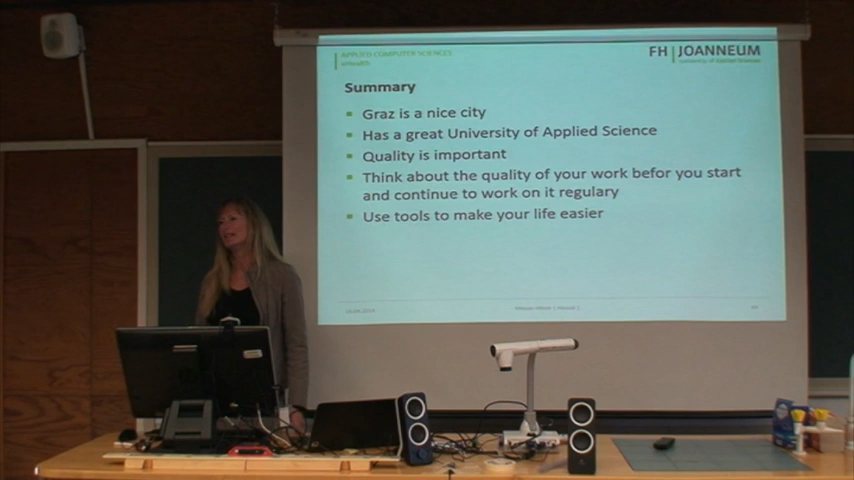 APPLIED COMPUTER SCIENCES
FH JOANNEUM
University of Applied Sciences
Summary
Graz is a nice city
Has a great University of Applied Science
Quality is important
Think about the quality of your work befor you start
and continue to work on it regulary
Use tools to make your life easier